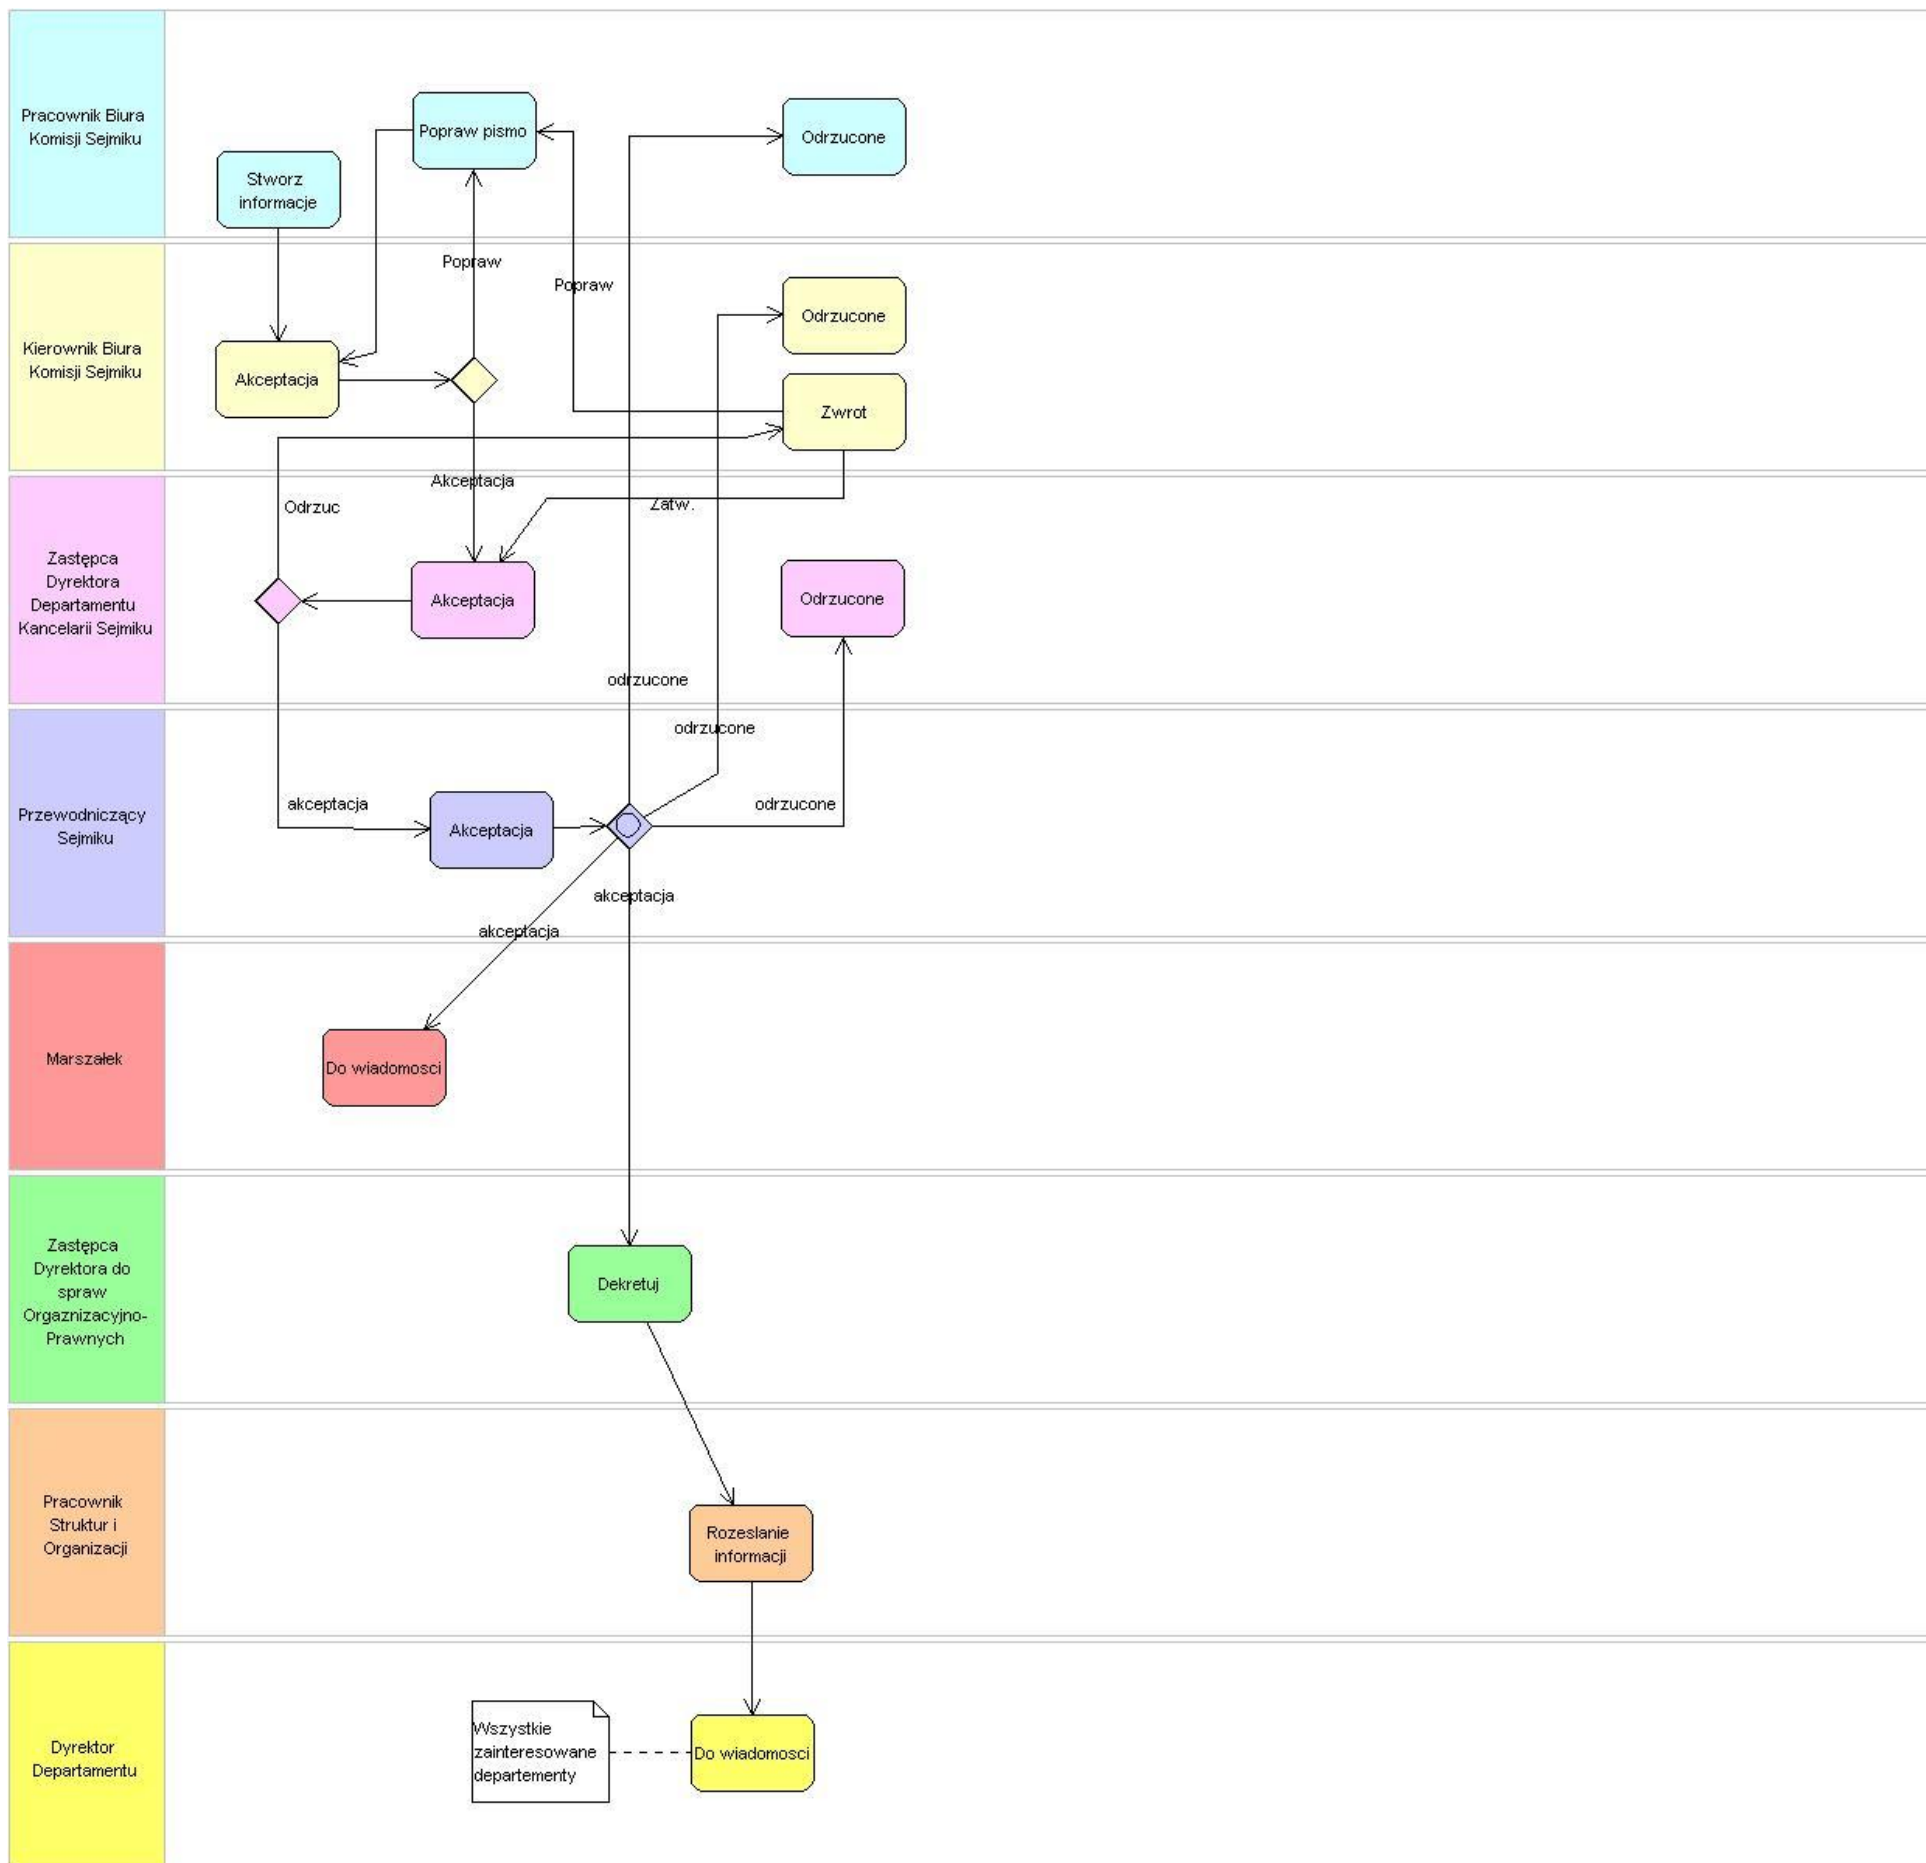 Pracownik Biura
Komisji Sejmiku
Stworz
informacje
Popraw pismo
Odrzucone
Kierownik Biura
Komisji Sejmiku
Akceptacja
Popraw
Popraw
Odrzucone
Zwrot
Zastępca
Dyrektora
Departamentu
Kancelarii Sejmiku
Odrzuc
Akceptacja
Zatw.
Akceptacja
Odrzucone
odrzucone
Przewodniczący
Sejmiku
akceptacja
Akceptacja
odrzucone
odrzucone
akceptacja
akceptacja
Marszałek
Do wiadomosci
Zastępca
Dyrektora do
spraw
Orgaznizacyjno-
Prawnych
Dekretuj
Pracownik
Struktur i
Organizacji
Rozeslanie
informacji
Dyrektor
Departamentu
Wszystkie
zainteresowane
departementy
Do wiadomosci